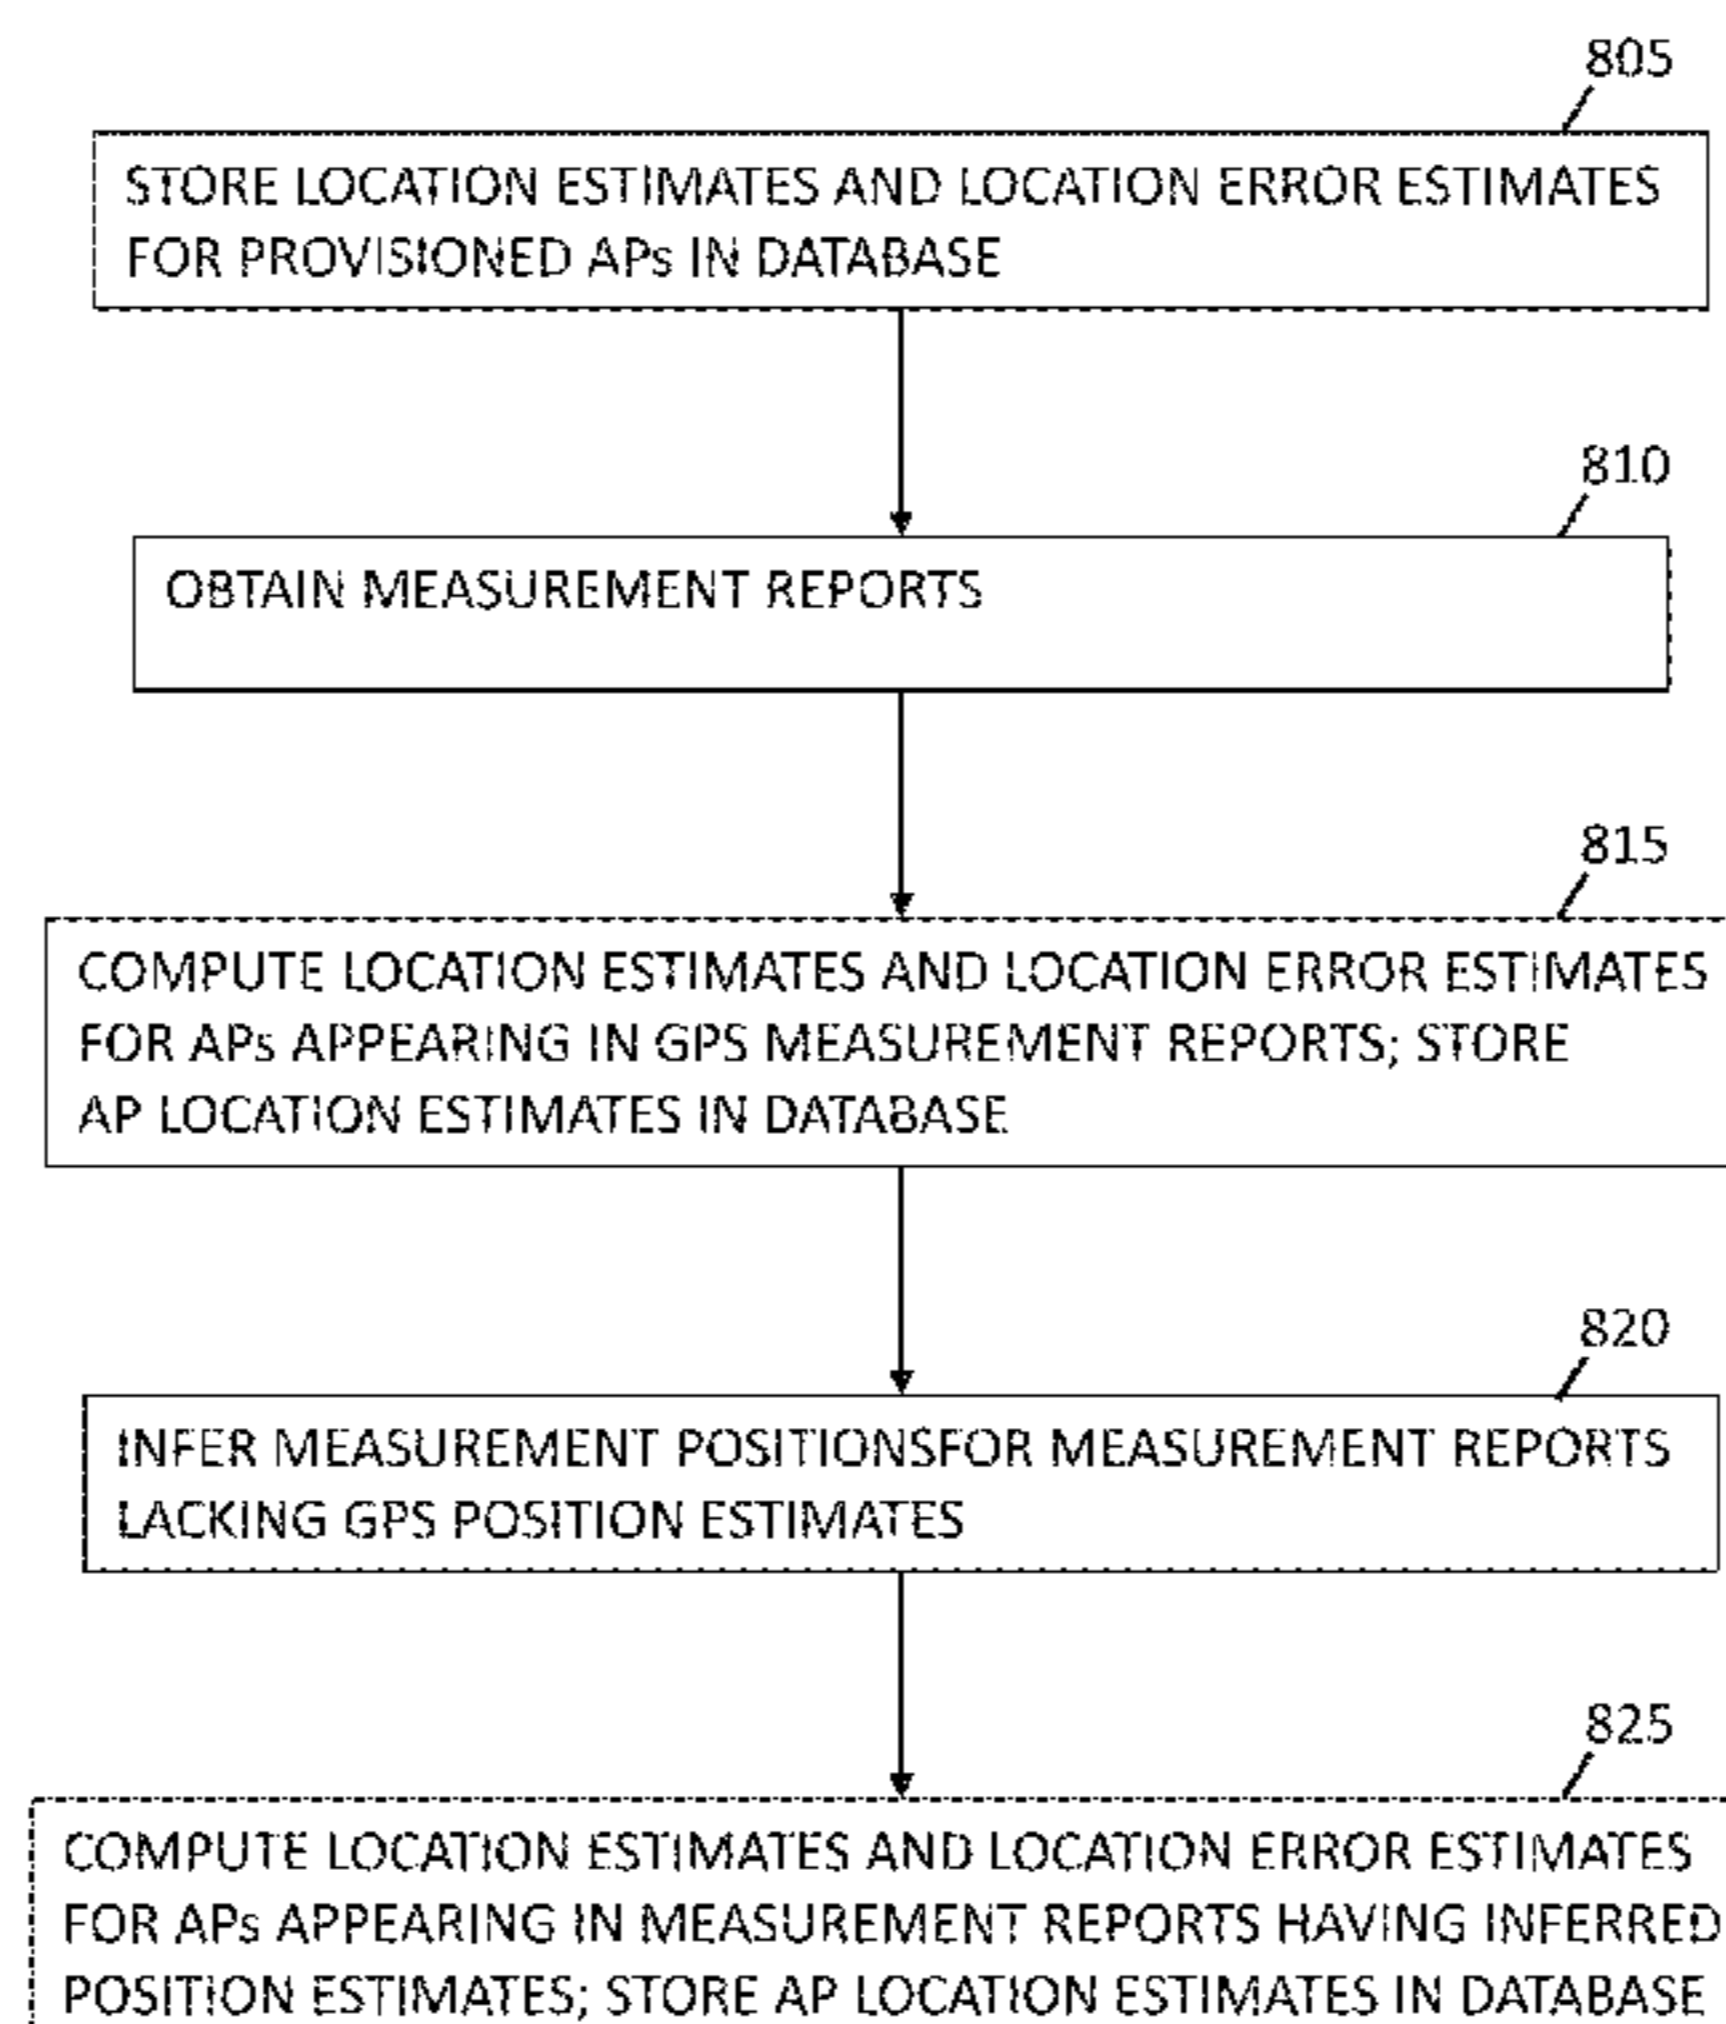 805
STORE LOCATION ESTIMATES AND LOCATION ERROR ESTIMATES
FOR PROVISIONED APs IN DATABASE
810
OBTAIN MEASUREMENT REPORTS
815
COMPUTE LOCATION ESTIMATES AND LOCATION ERROR ESTIMATES
FOR APs APPEARING IN GPS MEASUREMENT REPORTS; STORE
AP LOCATION ESTIMATES IN DATABASE
820
INFER MEASUREMENT POSITIONSFOR MEASUREMENT REPORTS
LACKING GPS POSITION ESTIMATES
825
COMPUTE LOCATION ESTIMATES AND LOCATION ERROR ESTIMATES
FOR APs APPEARING IN MEASUREMENT REPORTS HAVING INFERRED
POSITION ESTIMATES; STORE AP LOCATION ESTIMATES IN DATABASE